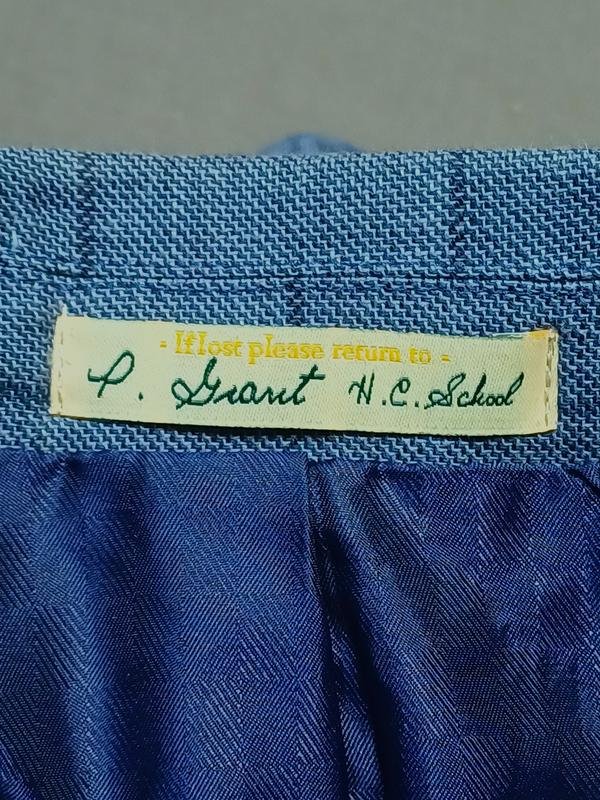 - If lost please return to -
P. Grant H.C. School